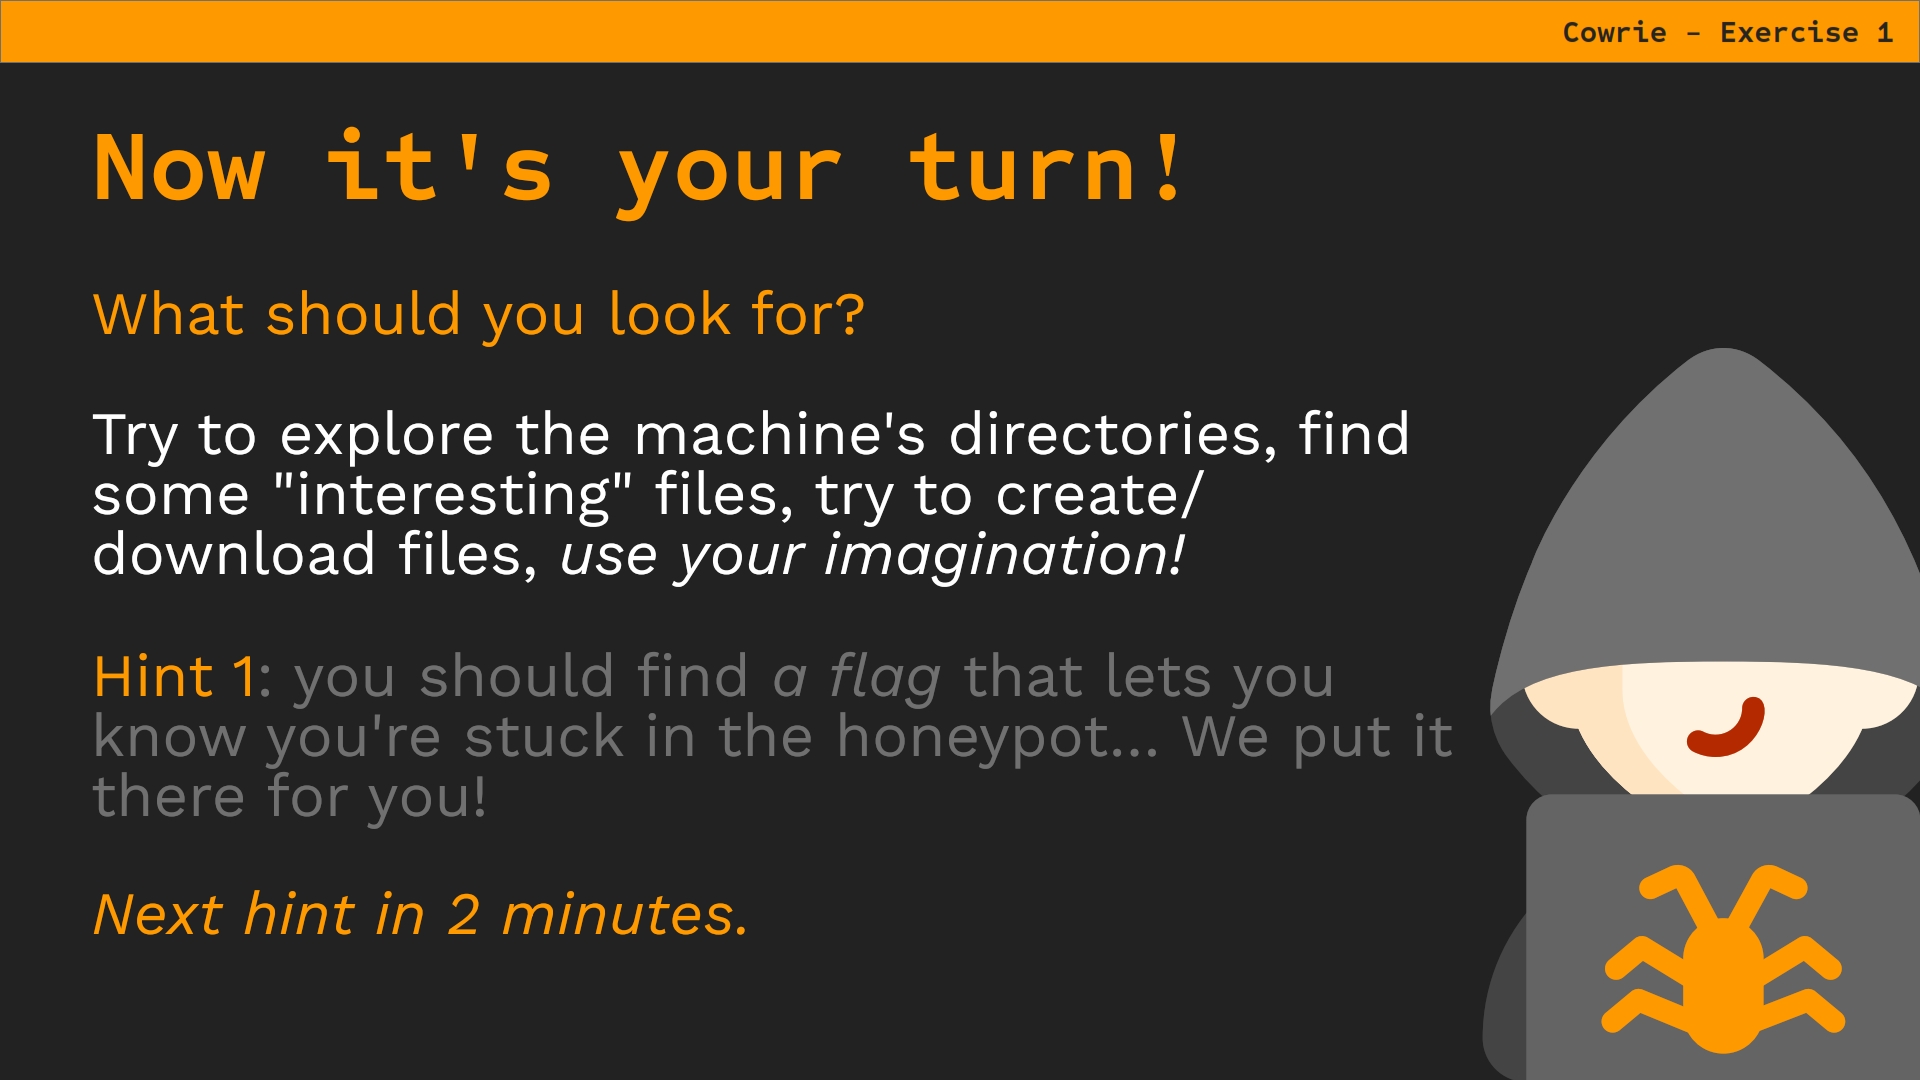 Cowrie – Exercise 1
Now it's your turn!
What should you look for?
Try to explore the machine's directories, find
some "interesting" files, try to create/
download files, use your imagination!
Hint 1: you should find a flag that lets you
know you're stuck in the honeypot... We put it
there for you!
Next hint in 2 minutes.